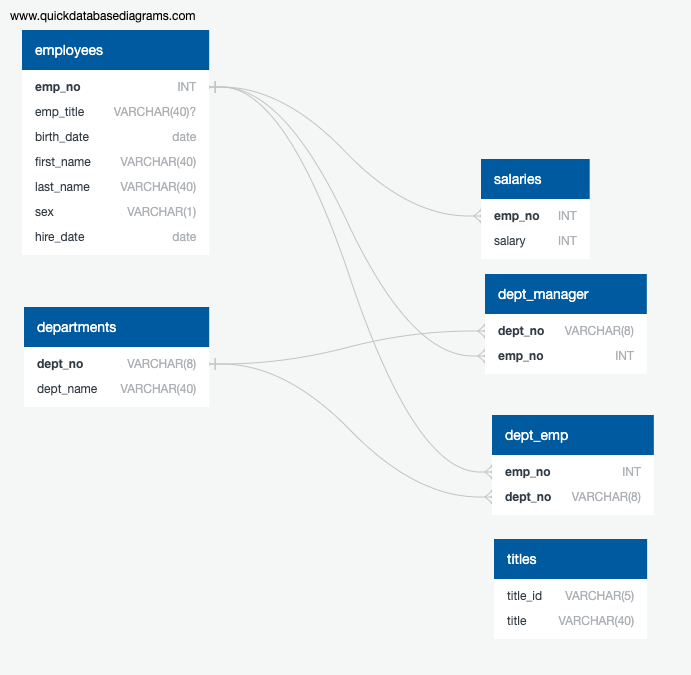 www.quickdatabasediagrams.com
employees
emp_no INT
emp_title VARCHAR(40)?
birth_date date
first_name VARCHAR(40)
last_name VARCHAR(40)
sex VARCHAR(1)
hire_date date
departments
dept_no VARCHAR(8)
dept_name VARCHAR(40)
salaries
emp_no INT
salary INT
dept_manager
dept_no VARCHAR(8)
emp_no INT
dept_emp
emp_no INT
dept_no VARCHAR(8)
titles
title_id VARCHAR(5)
title VARCHAR(40)